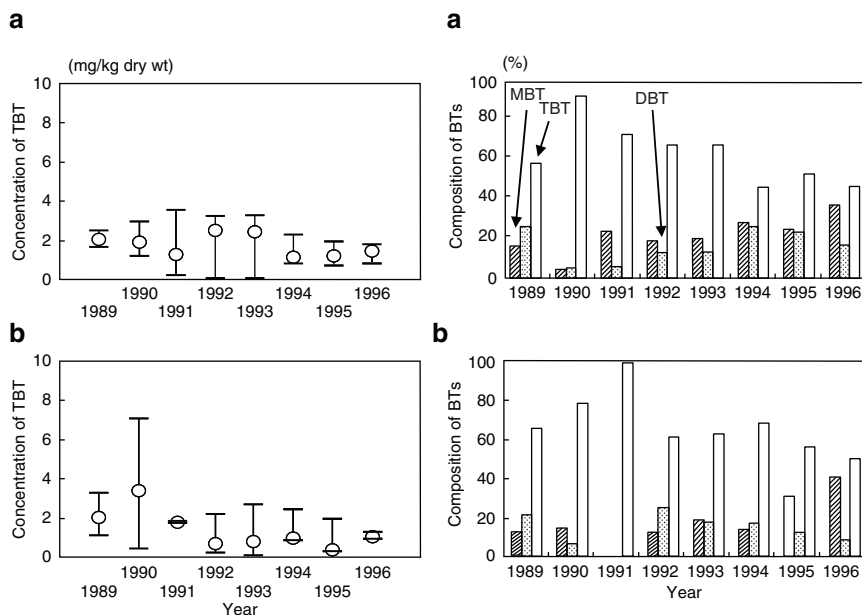 a
(mg/kg dry wt)
Concentration of TBT
10
8
6
4
2
0
1990 1992 1994 1996
1989 1991 1993 1995
b
Concentration of TBT
10
8
6
4
2
0
1990 1992 1994 1996
1989 1991 1993 1995
Year
a
(%)
Composition of BTs
100
80
60
40
20
0
MBT
TBT
DBT
1989 1990 1991 1992 1993 1994 1995 1996
b
Composition of BTs
100
80
60
40
20
0
1989 1990 1991 1992 1993 1994 1995 1996
Year